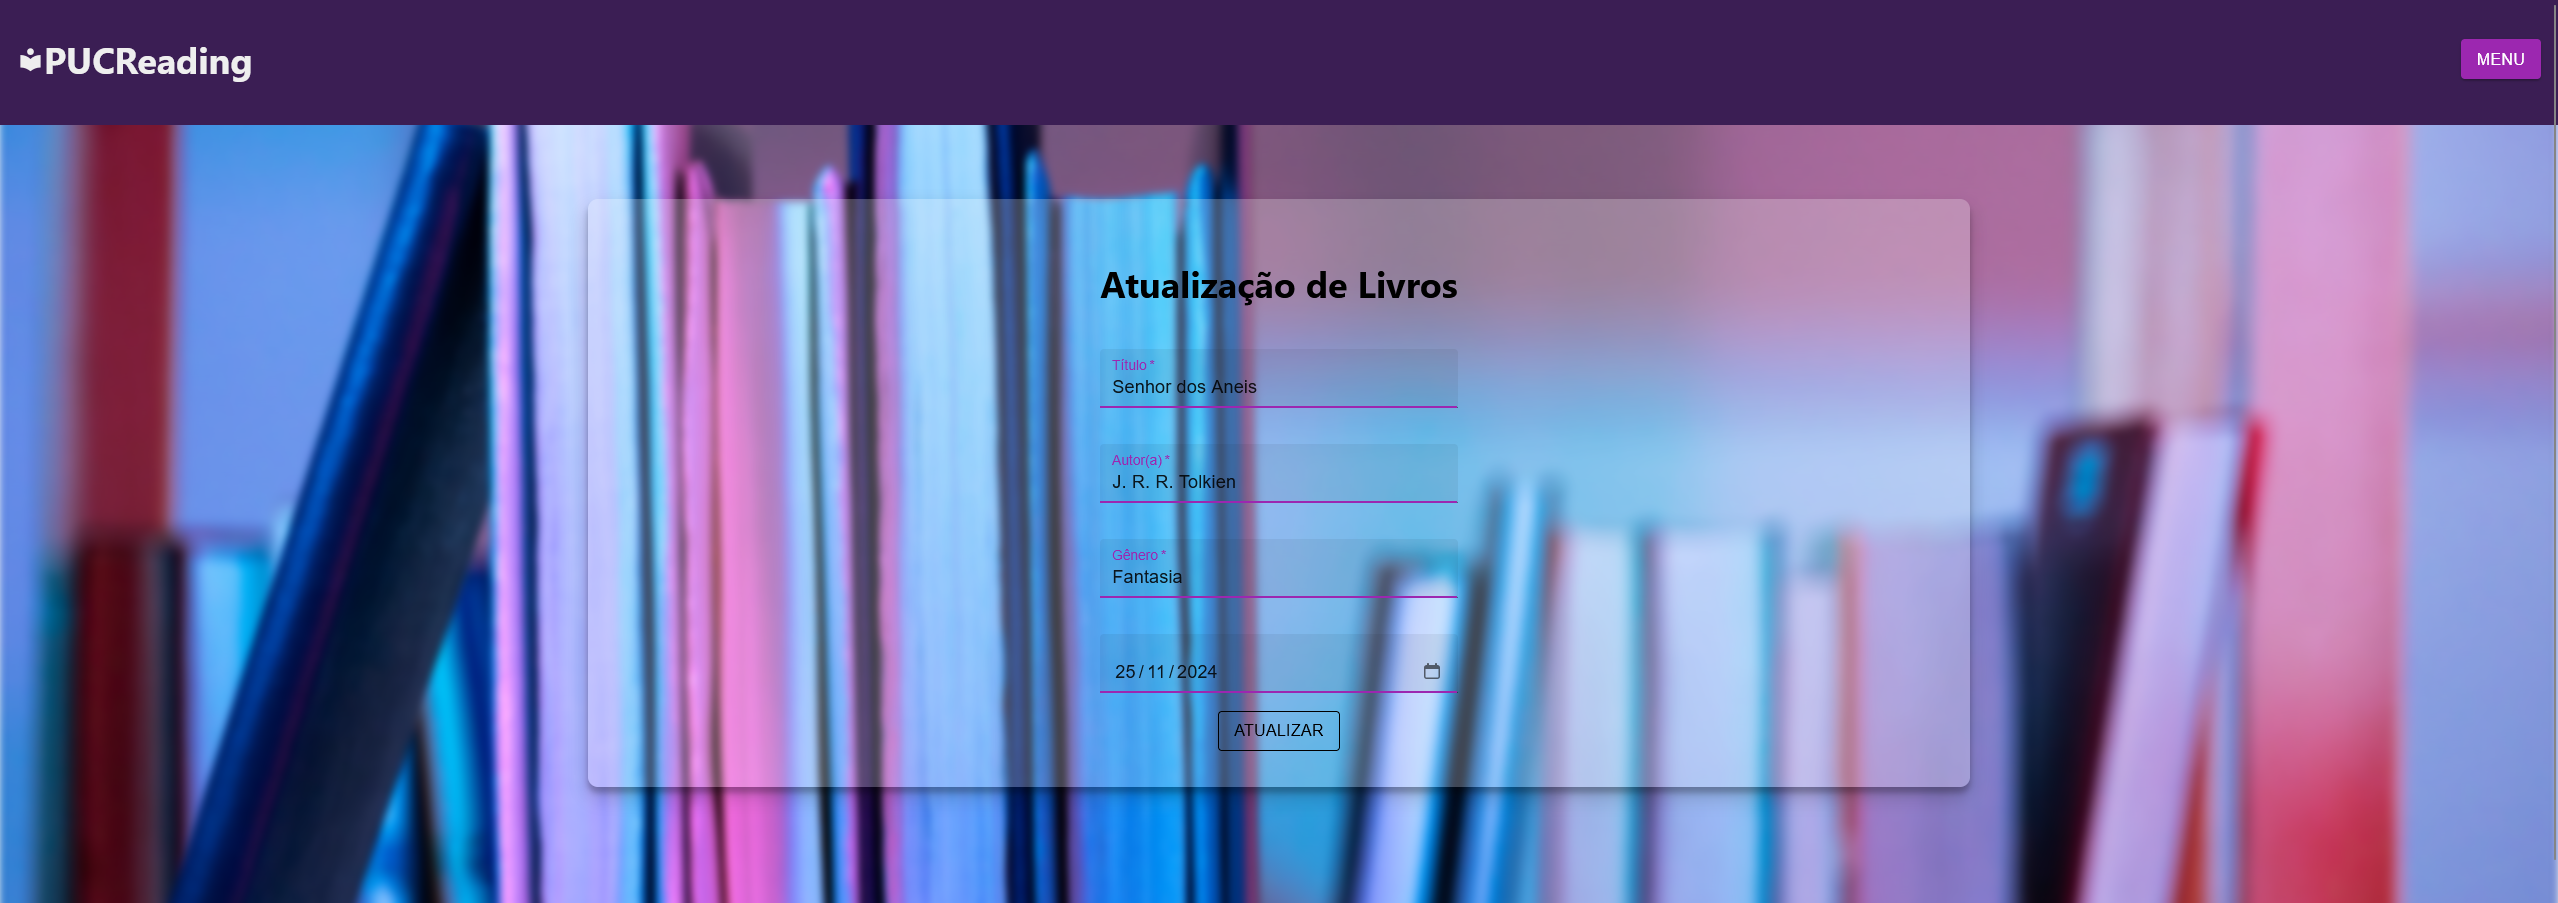 PUCReading
MENU
Atualização de Livros
Título *
Senhor dos Aneis
Autor(a) *
J. R. R. Tolkien
Gênero *
Fantasia
25/11/2024
ATUALIZAR